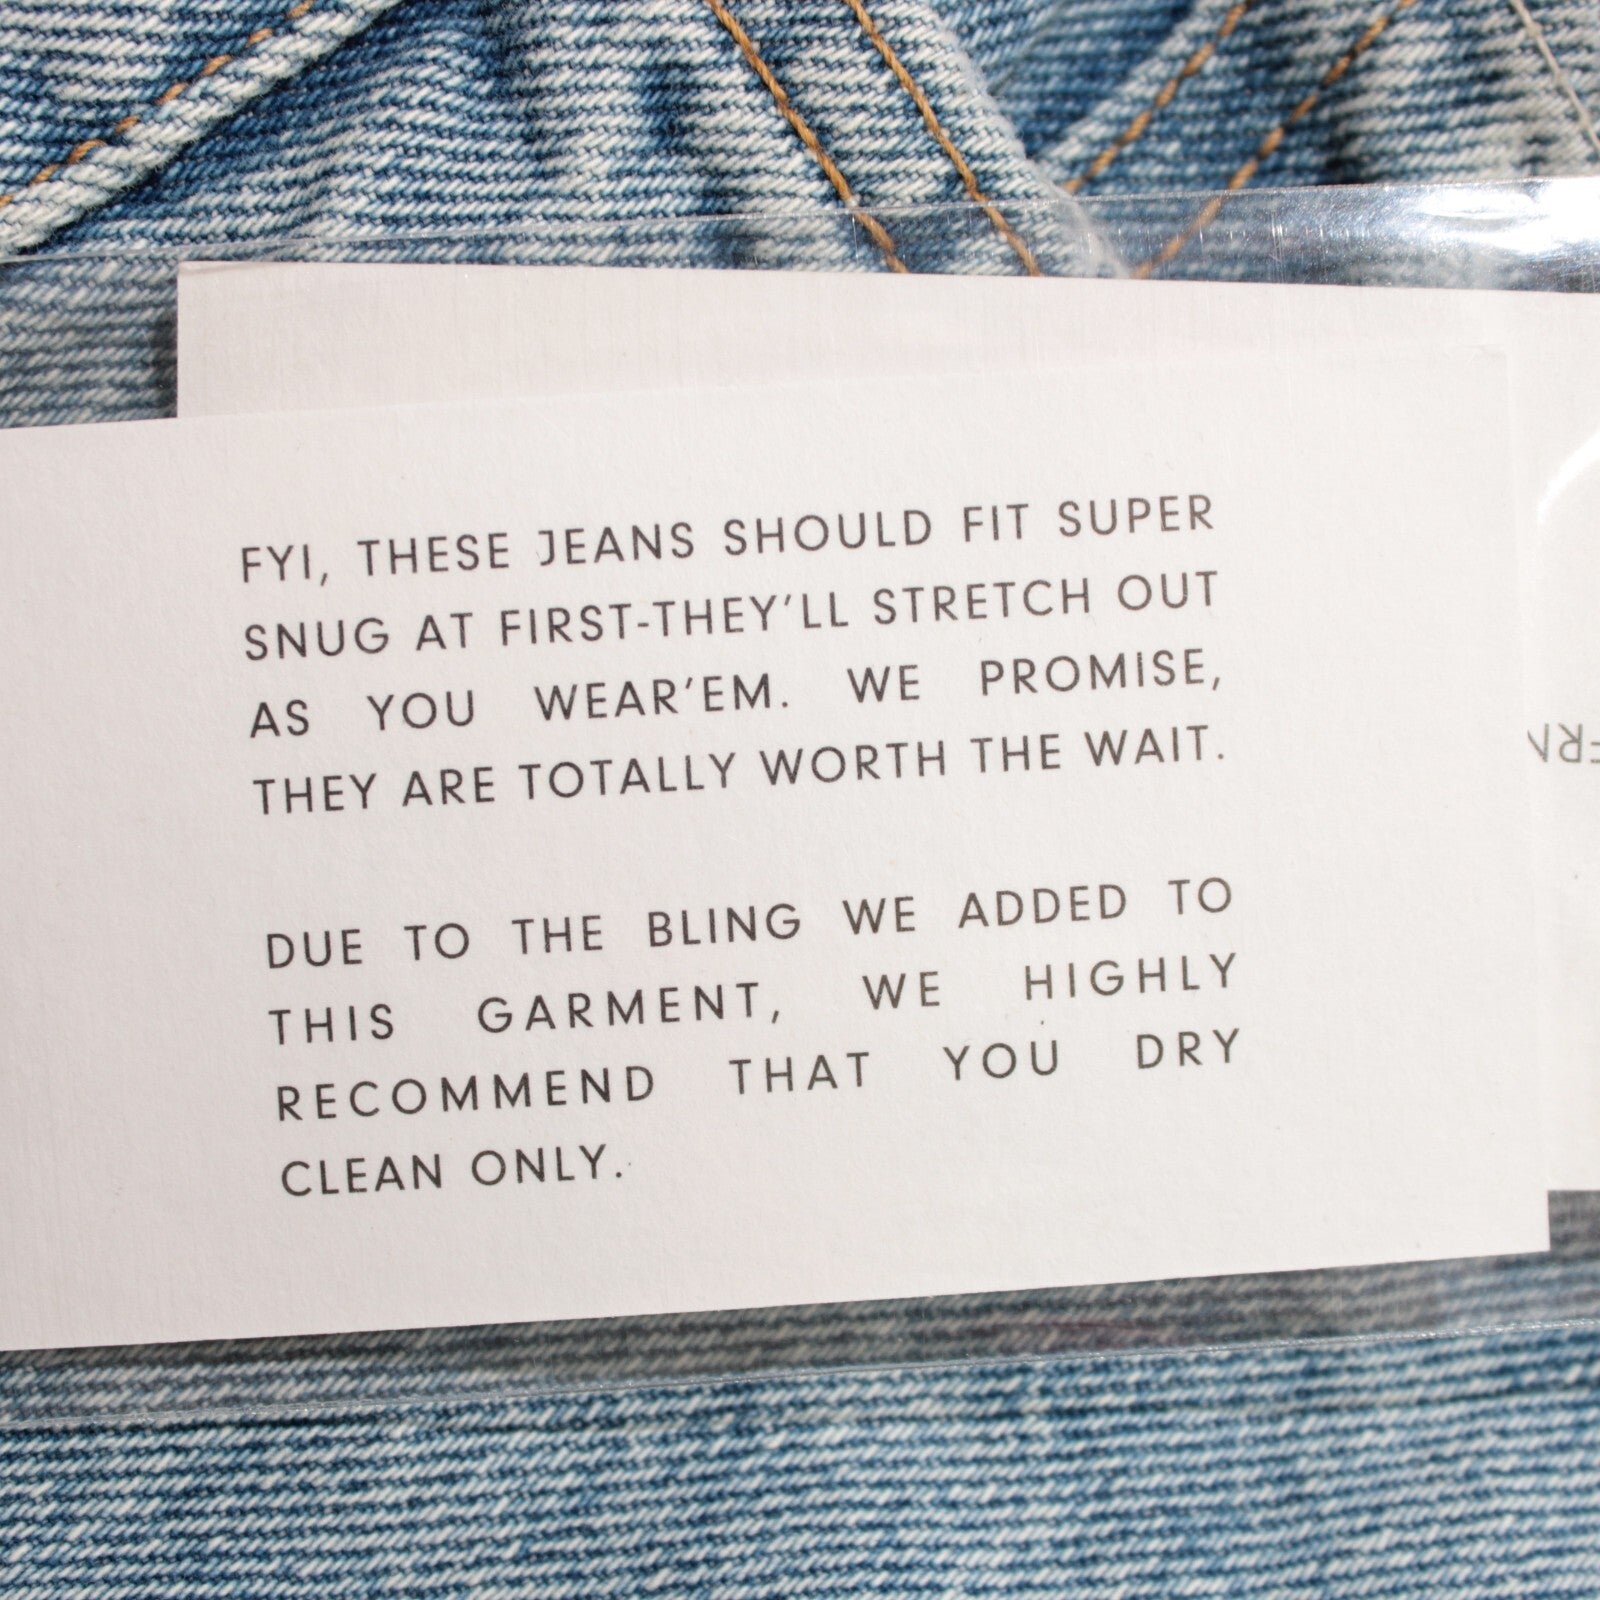 FYI, THESE JEANS SHOULD FIT SUPER
SNUG AT FIRST-THEY'LL STRETCH OUT
AS YOU WEAR'EM. WE PROMISE,
THEY ARE TOTALLY WORTH THE WAIT.
DUE TO THE BLING WE ADDED TO
THIS GARMENT, WE HIGHLY
RECOMMEND THAT YOU DRY
CLEAN ONLY.